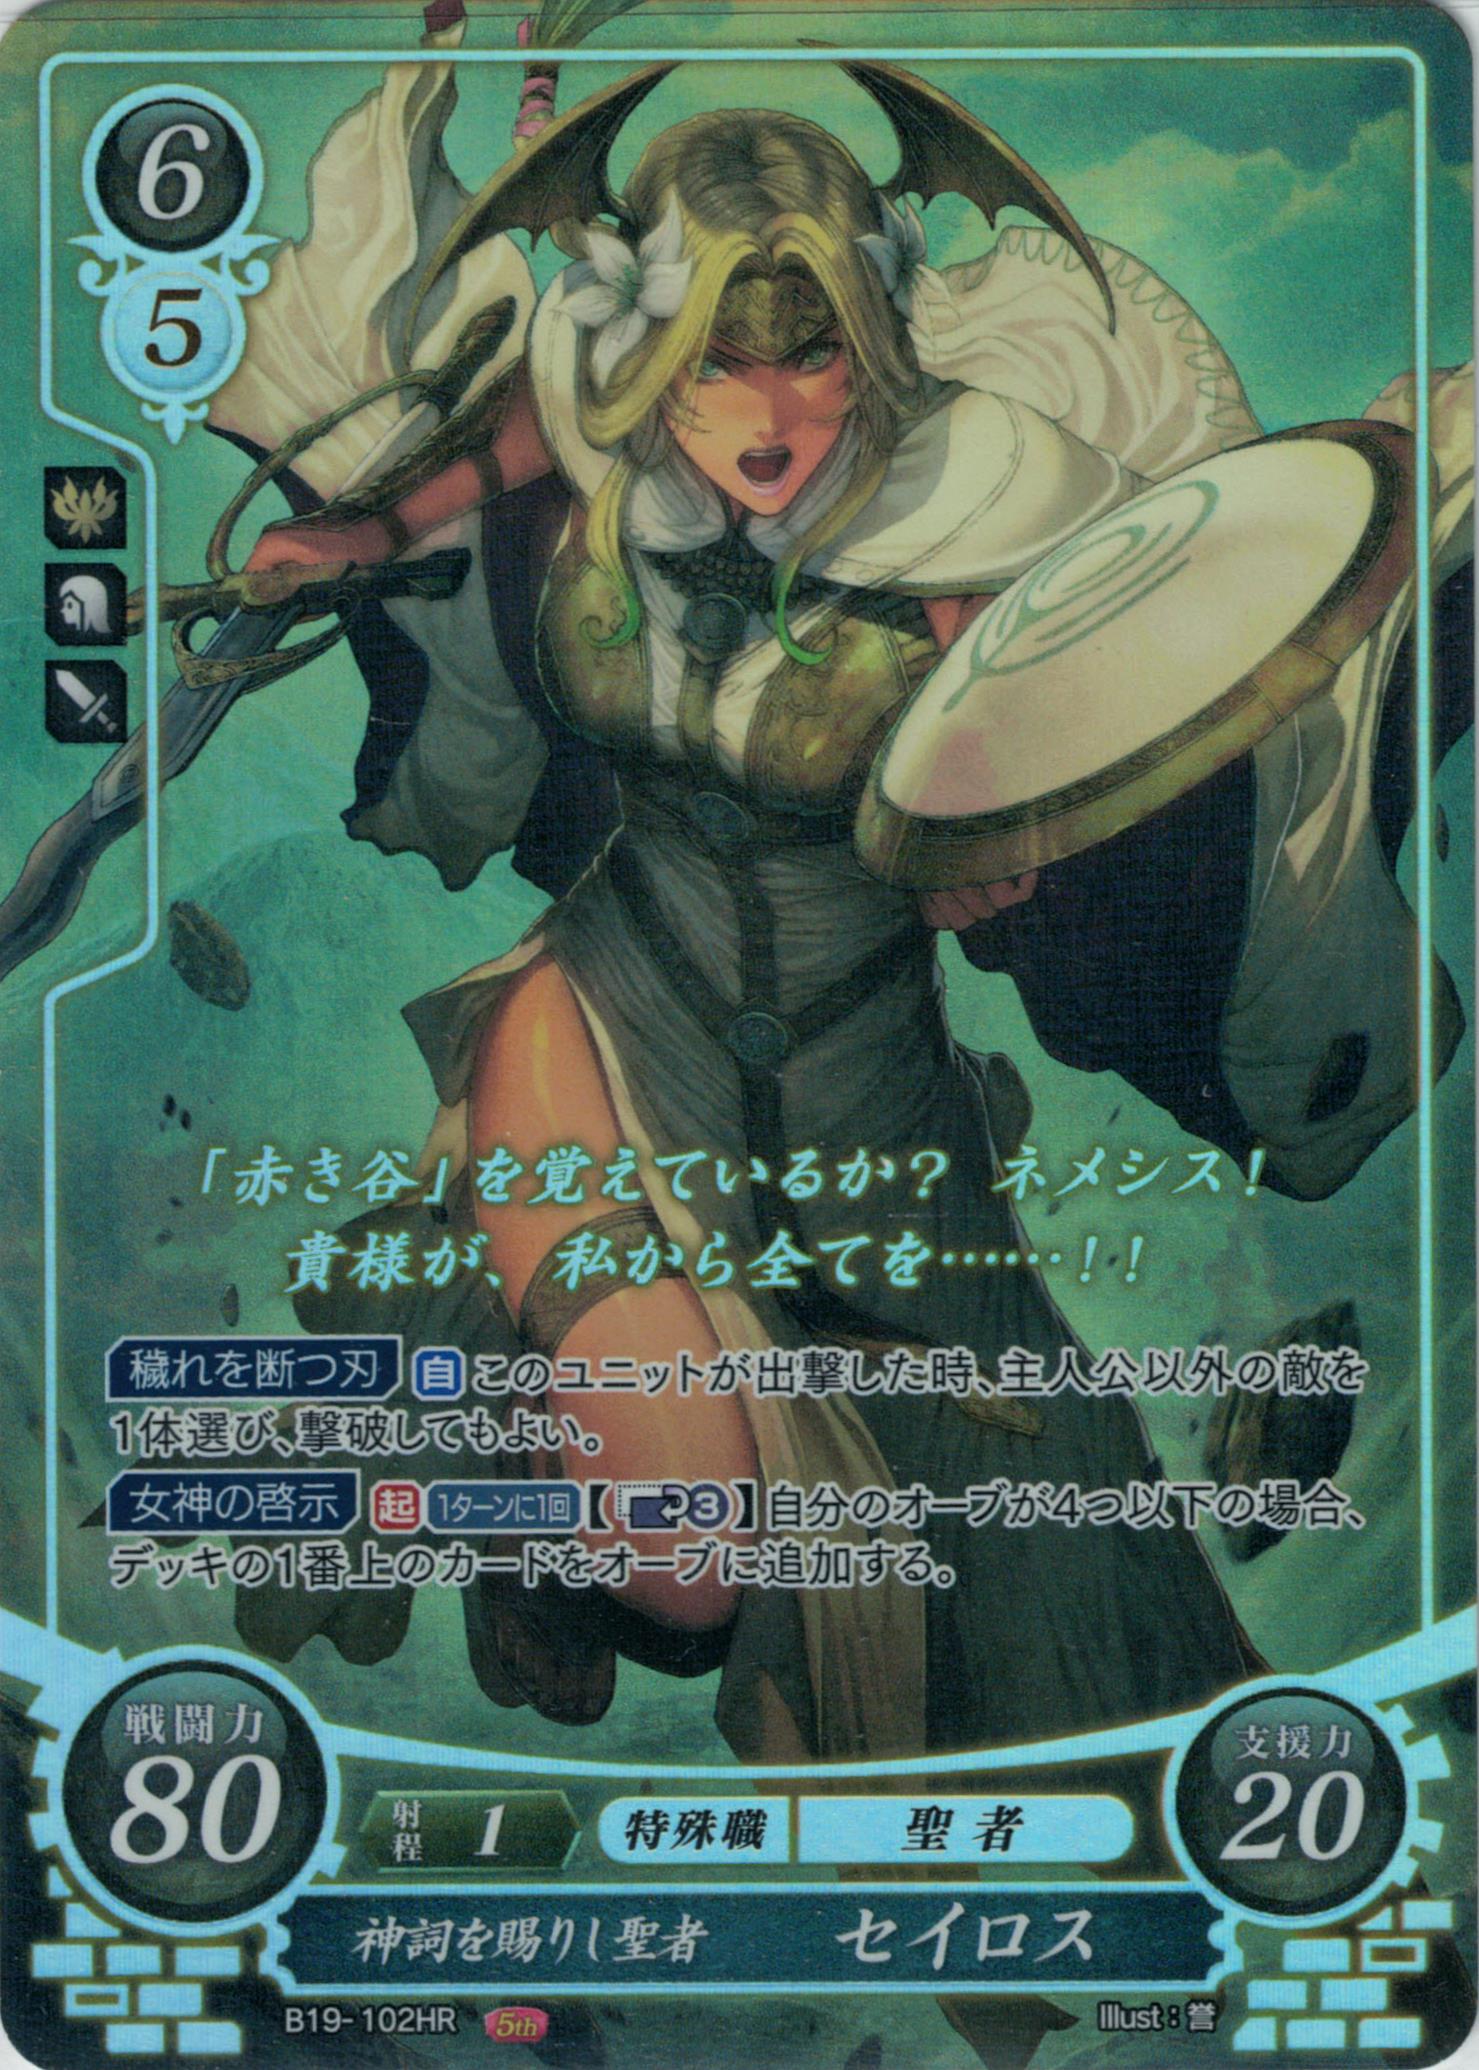 6
5
「赤き谷」を覚えているか？ ネメシス！
貴様が、私から全てを……！！
穢れを断つ刃 自 このユニットが出撃した時、主人公以外の敵を
1体選び、撃破してもよい。
女神の啓示 起 1ターンに1回 【3】自分のオーブが4つ以下の場合、
デッキの1番上のカードをオーブに追加する。
戦闘力
80
射程 1
特殊職 聖者
支援力
20
神詞を賜りし聖者 セイロス
B19-102HR 5th
Illust：誉